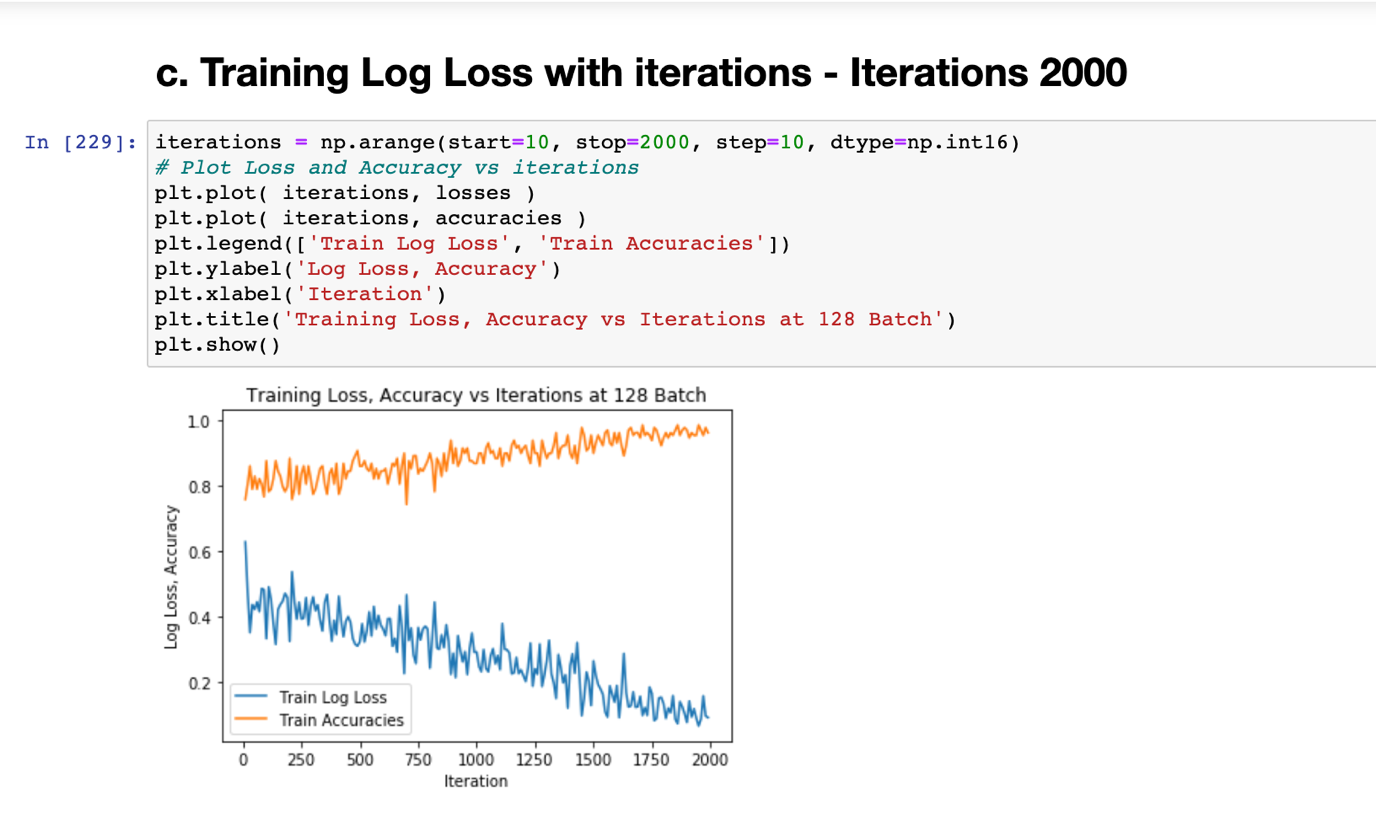 c. Training Log Loss with iterations - Iterations 2000
In [229]: iterations = np.arange(start=10, stop=2000, step=10, dtype=np.int16)
# Plot Loss and Accuracy vs iterations
plt.plot( iterations, losses )
plt.plot( iterations, accuracies )
plt.legend(['Train Log Loss', 'Train Accuracies'])
plt.ylabel('Log Loss, Accuracy')
plt.xlabel('Iteration')
plt.title('Training Loss, Accuracy vs Iterations at 128 Batch')
plt.show()
Training Loss, Accuracy vs Iterations at 128 Batch
1.0
0.8
0.6
0.4
0.2
Log Loss, Accuracy
Train Log Loss
Train Accuracies
0 250 500 750 1000 1250 1500 1750 2000
Iteration